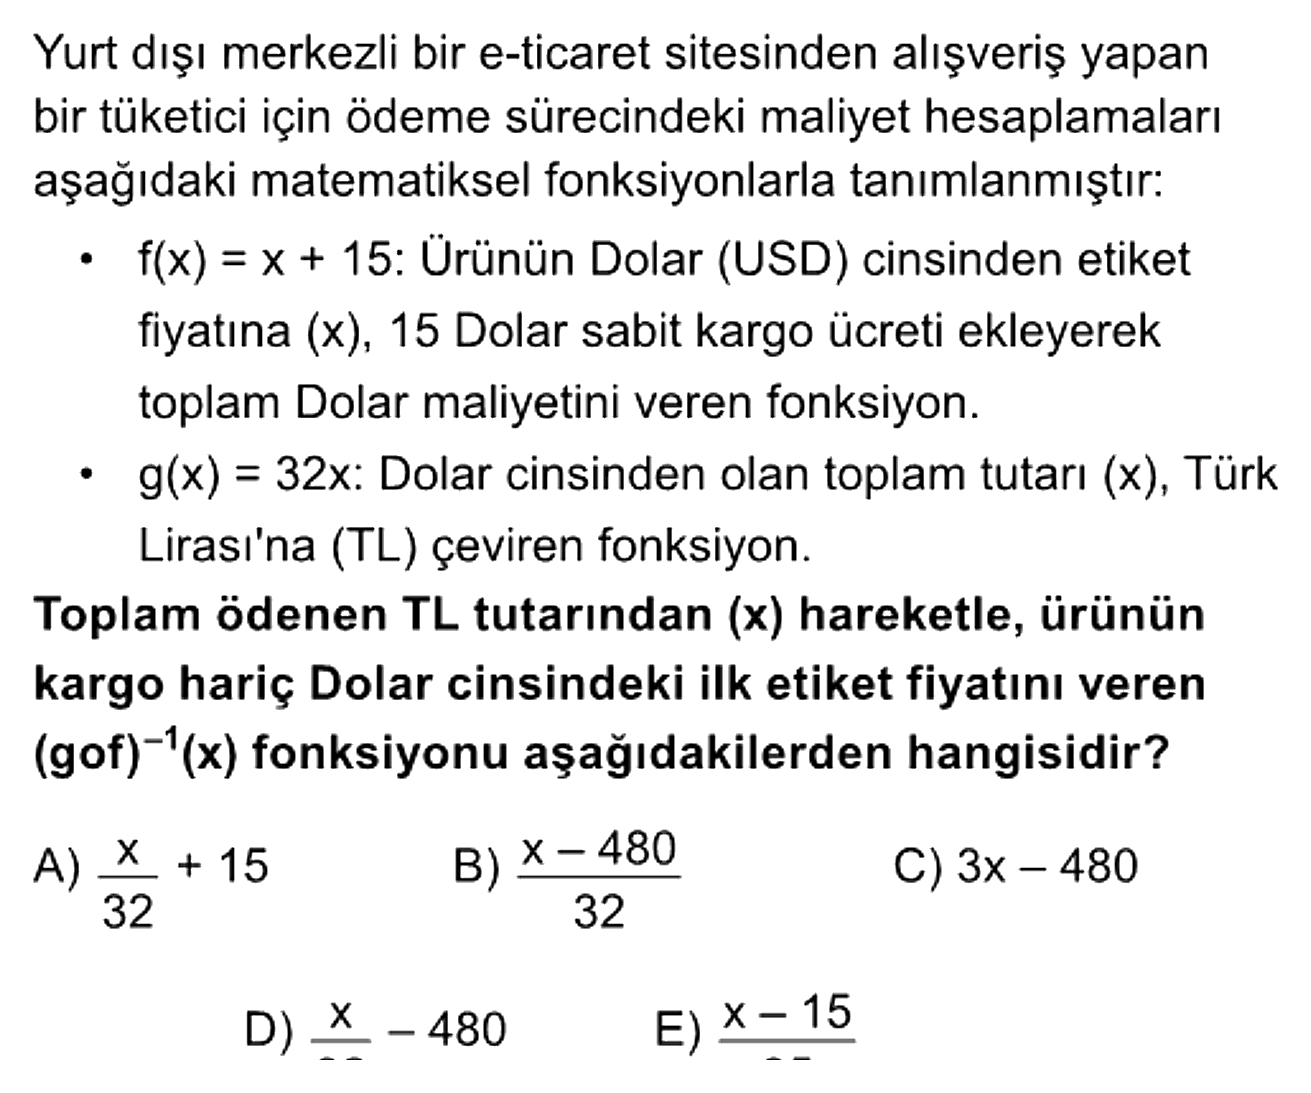 Yurt dışı merkezli bir e-ticaret sitesinden alışveriş yapan
bir tüketici için ödeme sürecindeki maliyet hesaplamaları
aşağıdaki matematiksel fonksiyonlarla tanımlanmıştır:
• f(x) = x + 15: Ürünün Dolar (USD) cinsinden etiket
fiyatına (x), 15 Dolar sabit kargo ücreti ekleyerek
toplam Dolar maliyetini veren fonksiyon.
• g(x) = 32x: Dolar cinsinden olan toplam tutarı (x), Türk
Lirası'na (TL) çeviren fonksiyon.
Toplam ödenen TL tutarından (x) hareketle, ürünün
kargo hariç Dolar cinsindeki ilk etiket fiyatını veren
(gof)⁻¹(x) fonksiyonu aşağıdakilerden hangisidir?
A) x/32 + 15 B) (x – 480)/32 C) 3x – 480
D) x – 480 E) x – 15